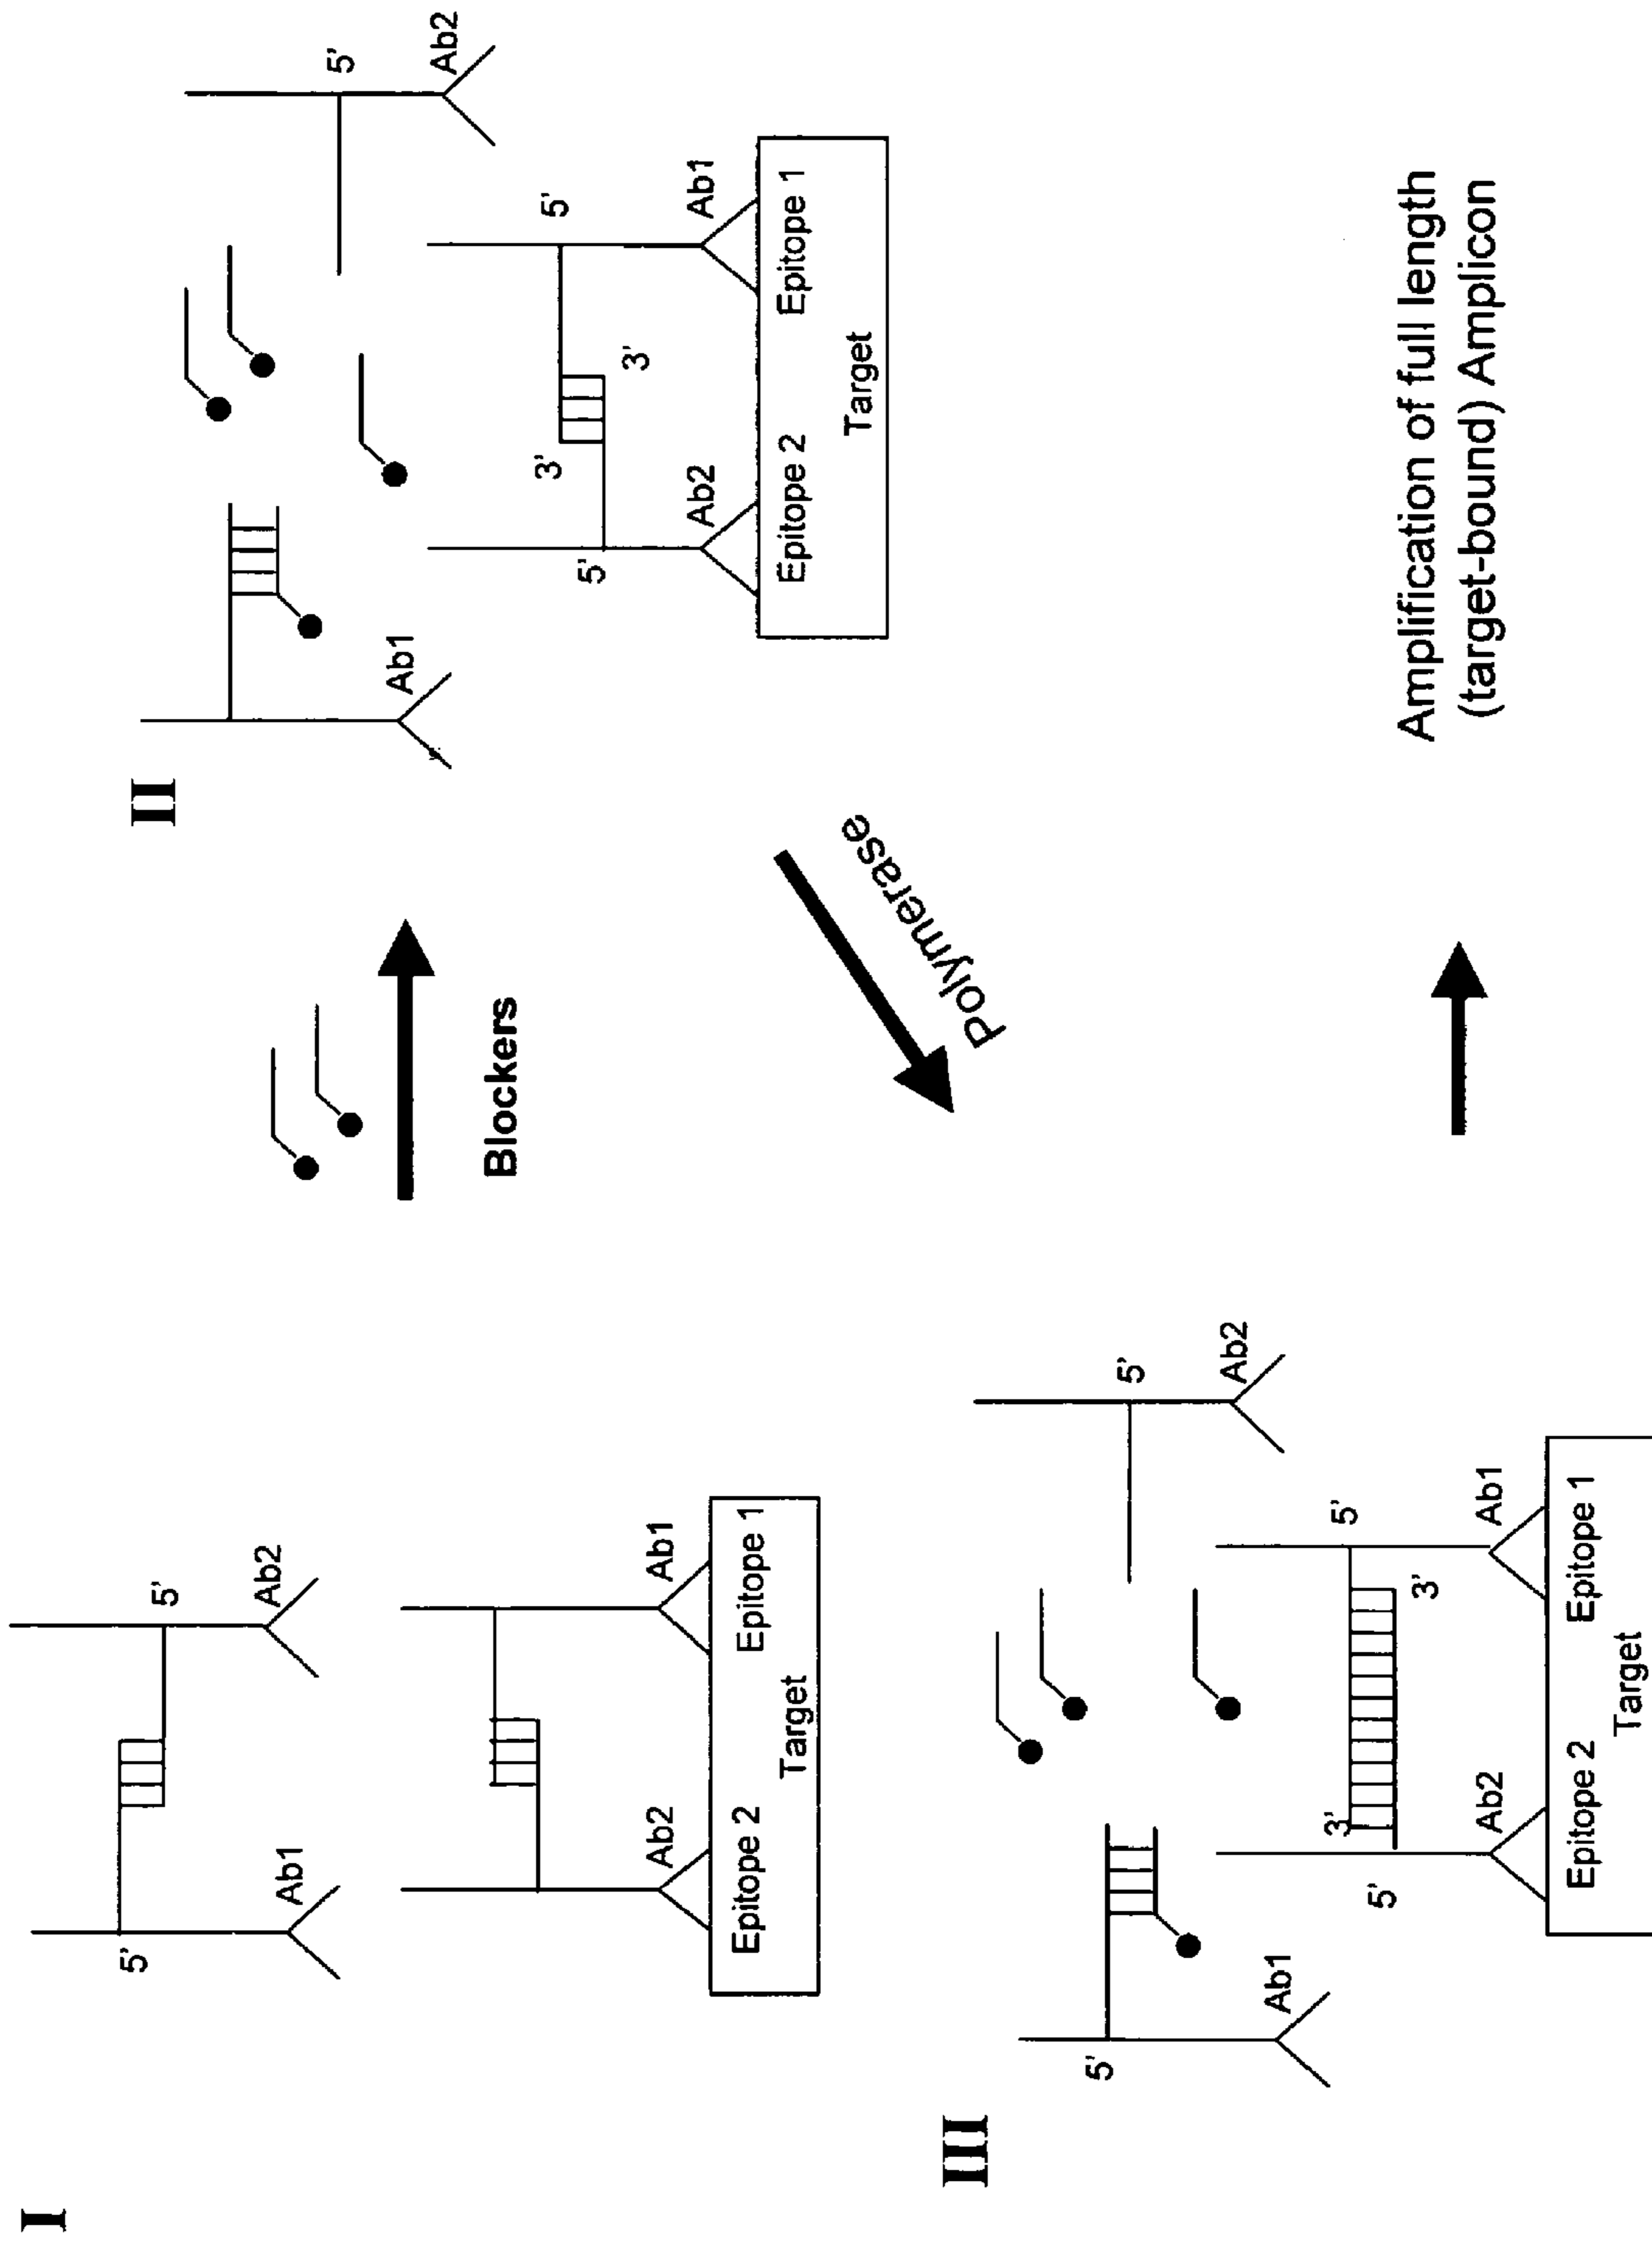 I
5'
5'
Ab1
Ab2
Ab2
Ab1
Epitope 2
Epitope 1
Target
Blockers
II
5'
Ab1
Ab2
3'
5'
5'
3'
Ab2
Ab1
Epitope 2
Epitope 1
Target
Polymerase
III
5'
5'
Ab1
Ab2
3'
5'
5'
3'
Ab2
Ab1
Epitope 2
Epitope 1
Target
Amplification of full length
(target-bound) Amplicon